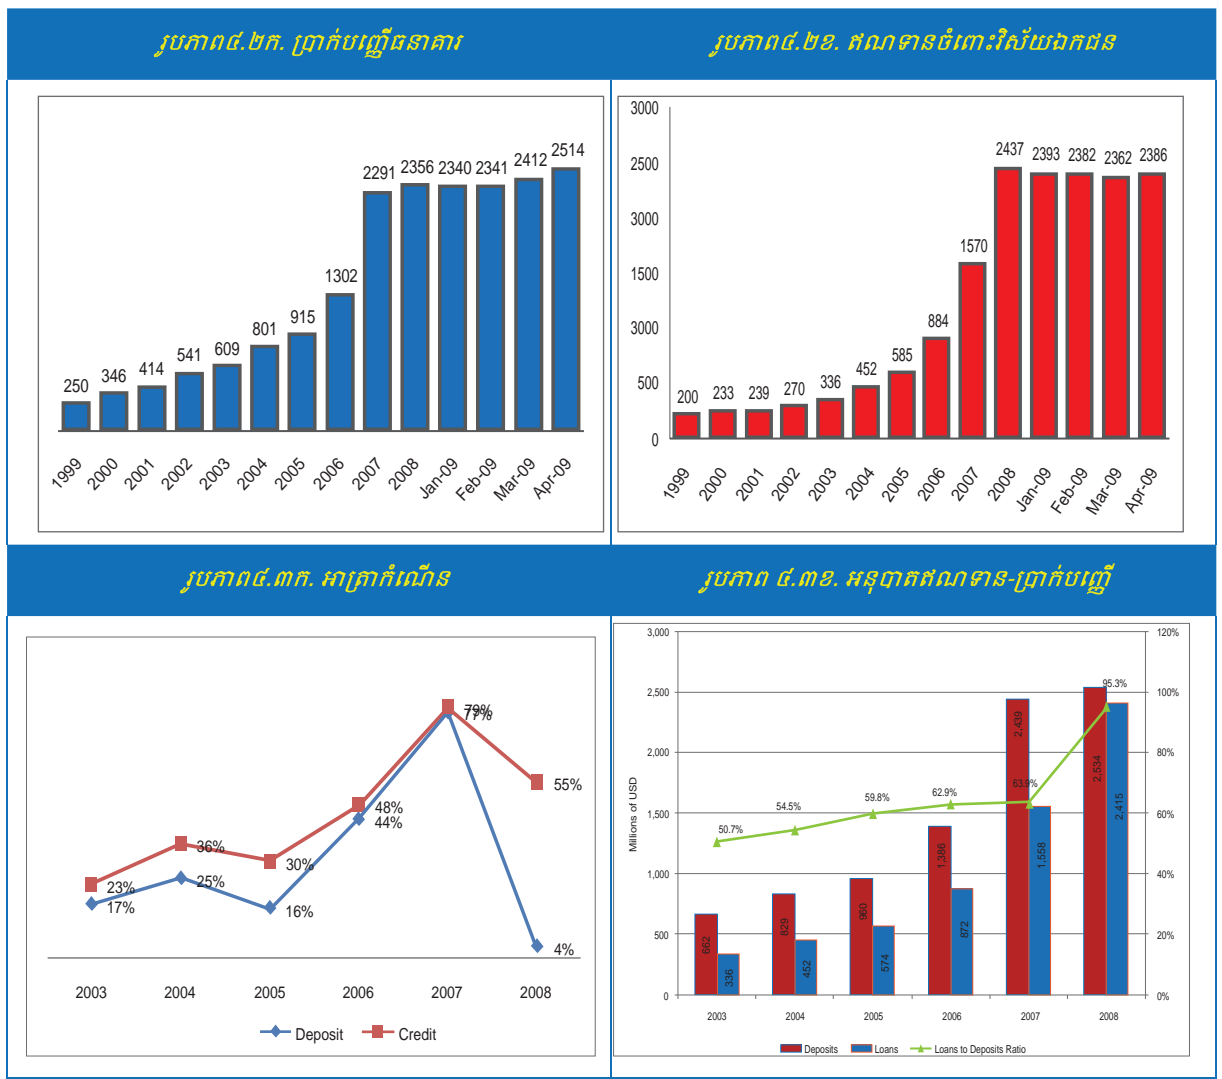 រូបភាព៤.២ក. ប្រាក់បញ្ញើធនាគារ
250 346 414 541 609 801 915 1302 2291 2356 2340 2341 2412 2514
1999 2000 2001 2002 2003 2004 2005 2006 2007 2008 Jan-09 Feb-09 Mar-09 Apr-09
រូបភាព៤.២ខ. ឥណទានចំពោះវិស័យឯកជន
3000
2500
3000
1500
3000
500
0
200 233 239 270 336 452 585 884 1570 2437 2393 2382 2362 2386
1999 2000 2001 2002 2003 2004 2005 2006 2007 2008 Jan-09 Feb-09 Mar-09 Apr-09
រូបភាព៤.៣ក. អាត្រាកំណើន
23% 36% 30% 48% 79% 55%
17% 25% 16% 44% 77% 4%
2003 2004 2005 2006 2007 2008
Deposit Credit
រូបភាព ៤.៣ខ. អនុបាតឥណទាន-ប្រាក់បញ្ញើ
Millions of USD
3,000
2,500
2,000
1,500
1,000
500
0
120%
100%
80%
60%
40%
20%
0%
50.7% 54.5% 59.8% 62.9% 63.9% 95.3%
662 829 960 1,386 2,439 2,534
336 452 574 872 1,558 2,415
2003 2004 2005 2006 2007 2008
Deposits Loans Loans to Deposits Ratio